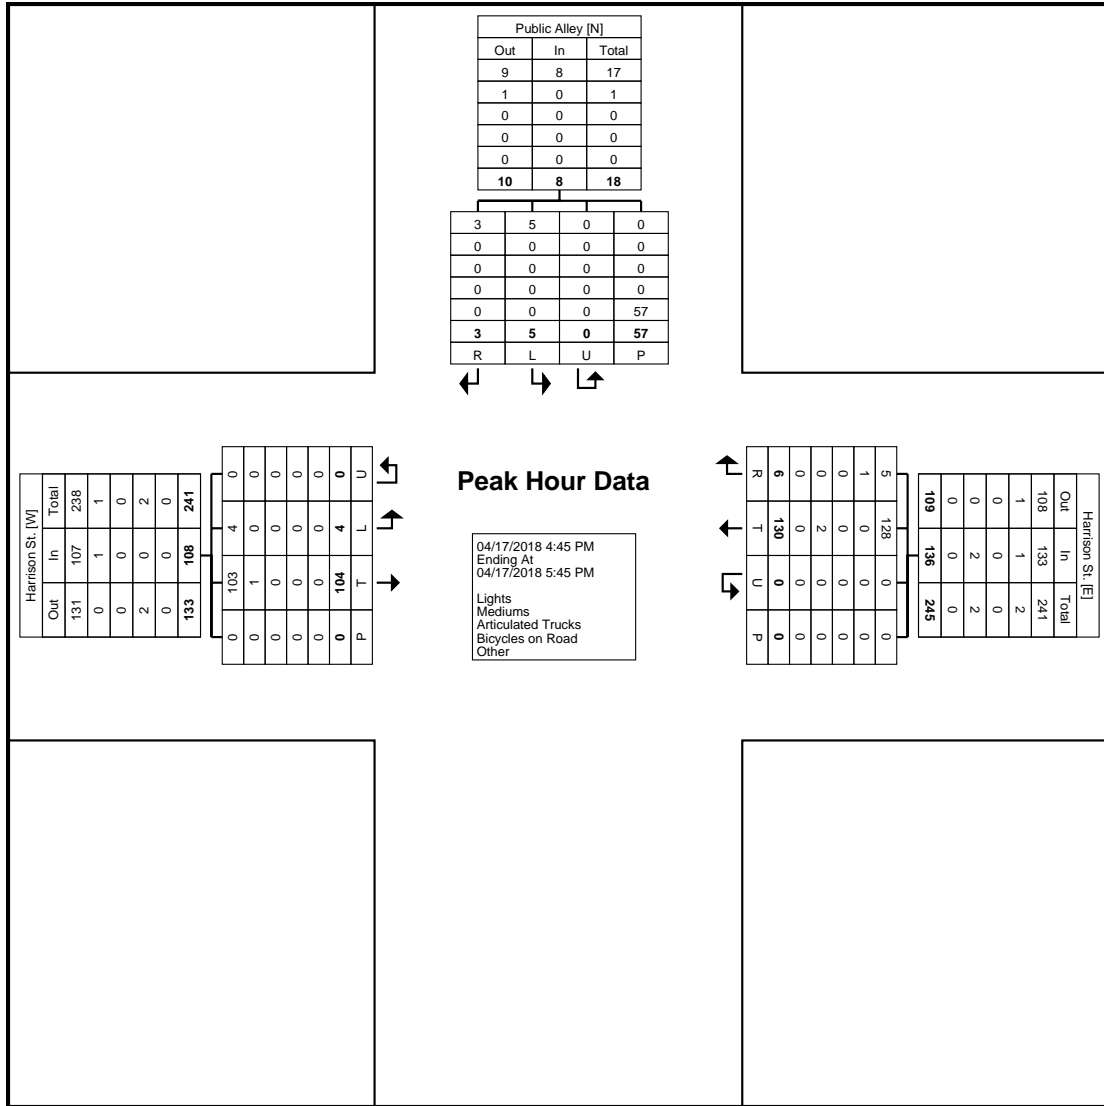 Public Alley [N]
Out In Total
9 8 17
1 0 1
0 0 0
0 0 0
0 0 0
10 8 18
3 5 0 0
0 0 0 0
0 0 0 0
0 0 0 0
0 0 0 57
3 5 0 57
R L U P
Harrison St. [W]
Out In Total
131 107 238
0 1 1
0 0 0
2 0 2
0 0 0
133 108 241
0 103 4 0
0 1 0 0
0 0 0 0
0 0 0 0
0 0 0 0
0 104 4 0
P T L U
Peak Hour Data
04/17/2018 4:45 PM
Ending At
04/17/2018 5:45 PM
Lights
Mediums
Articulated Trucks
Bicycles on Road
Other
Harrison St. [E]
Out In Total
108 133 241
1 1 2
0 0 0
0 2 2
0 0 0
109 136 245
5 128 0 0
1 0 0 0
0 0 0 0
0 2 0 0
0 0 0 0
6 130 0 0
R T U P